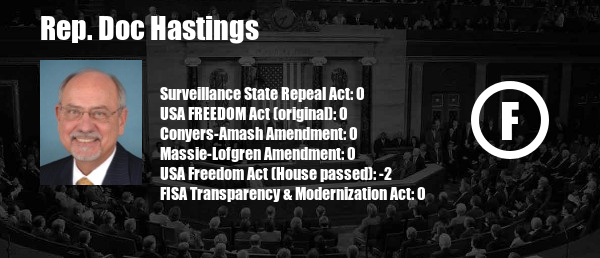 Rep. Doc Hastings
Surveillance State Repeal Act: 0
USA FREEDOM Act (original): 0
Conyers-Amash Amendment: 0
Massie-Lofgren Amendment: 0
USA Freedom Act (House passed): -2
FISA Transparency & Modernization Act: 0
F